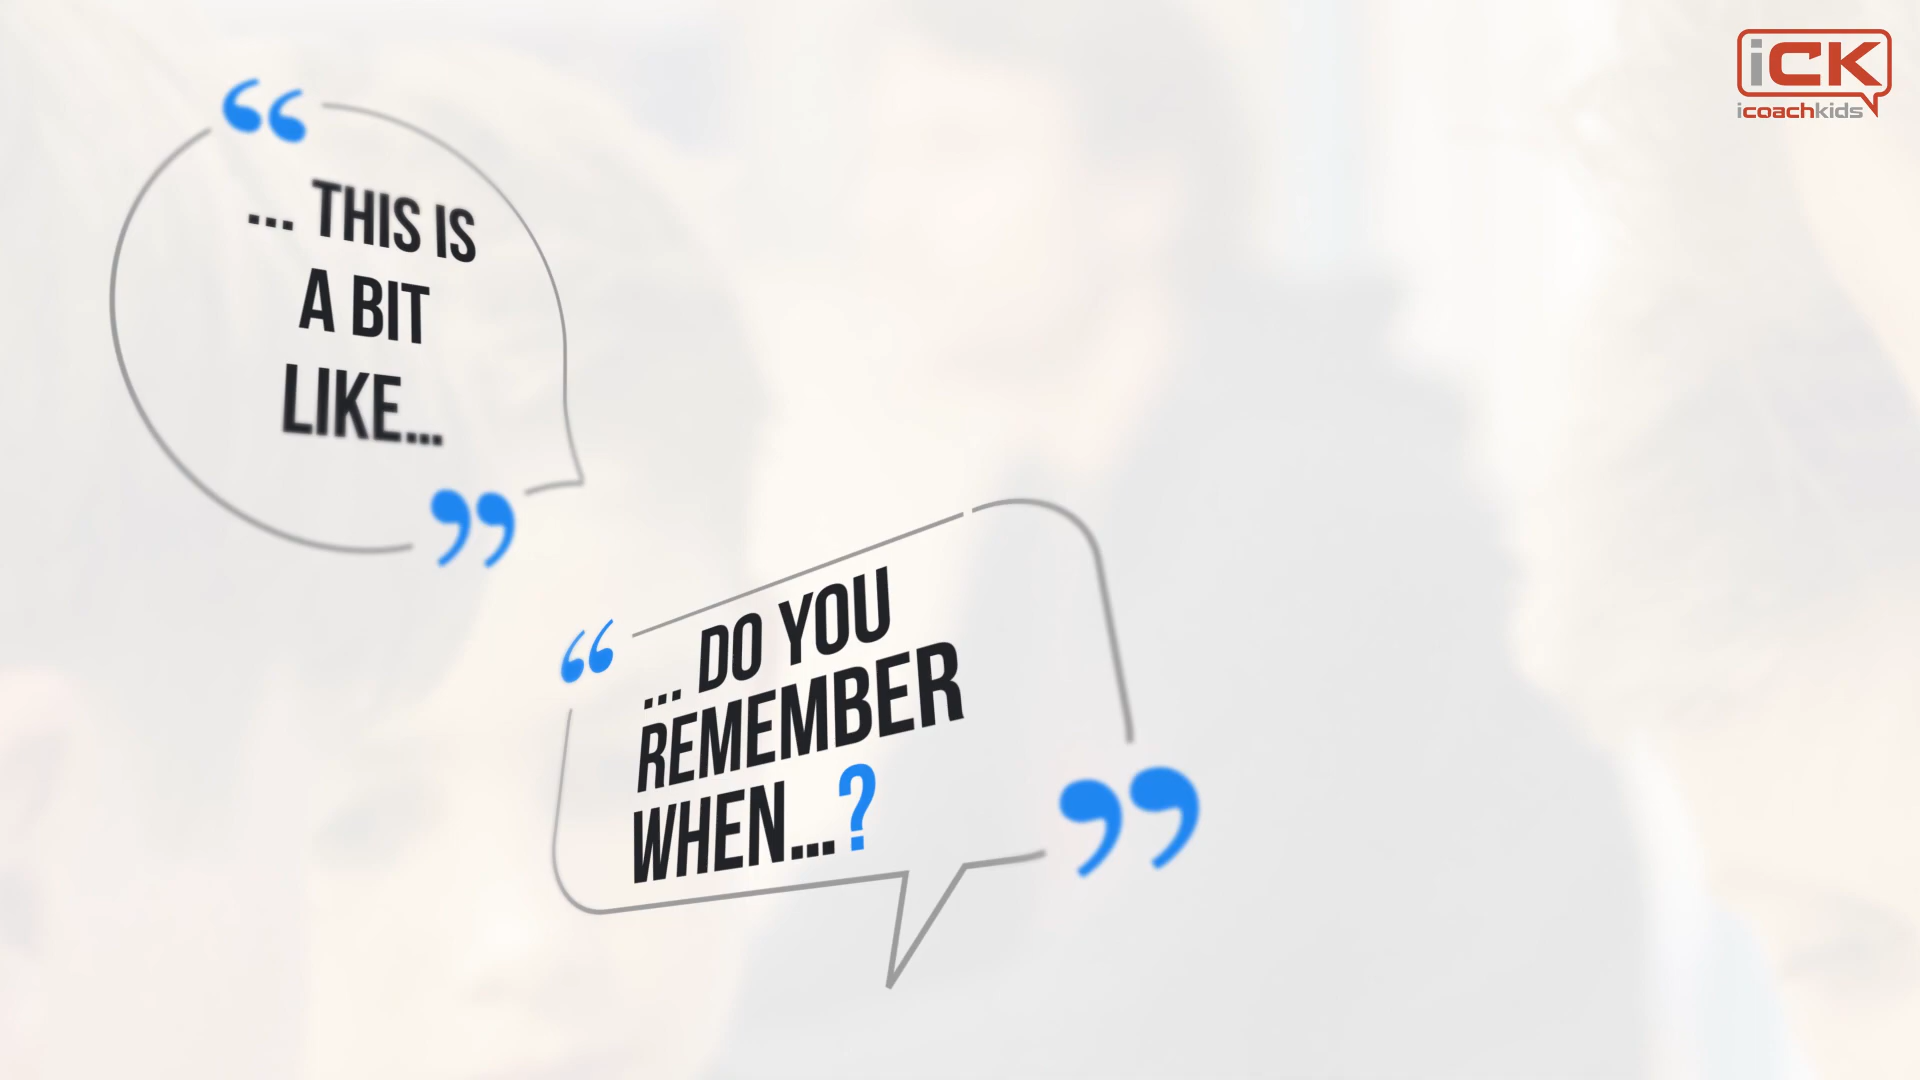 iCK
icoachkids
... THIS IS
A BIT
LIKE...
... DO YOU
REMEMBER
WHEN...?